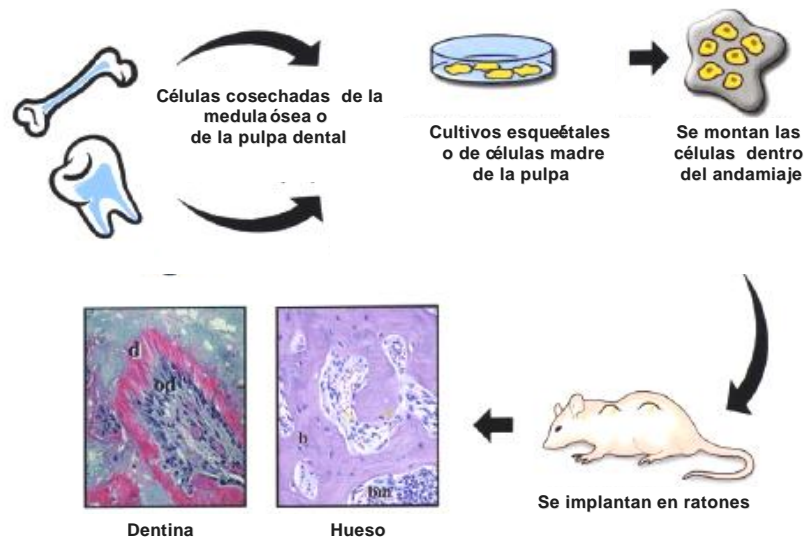 Células cosechadas de la
medula ósea o
de la pulpa dental
Cultivos esqueétales
o de células madre
de la pulpa
Se montan las
células dentro
del andamiaje
d
od
b
bm
Se implantan en ratones
Dentina
Hueso